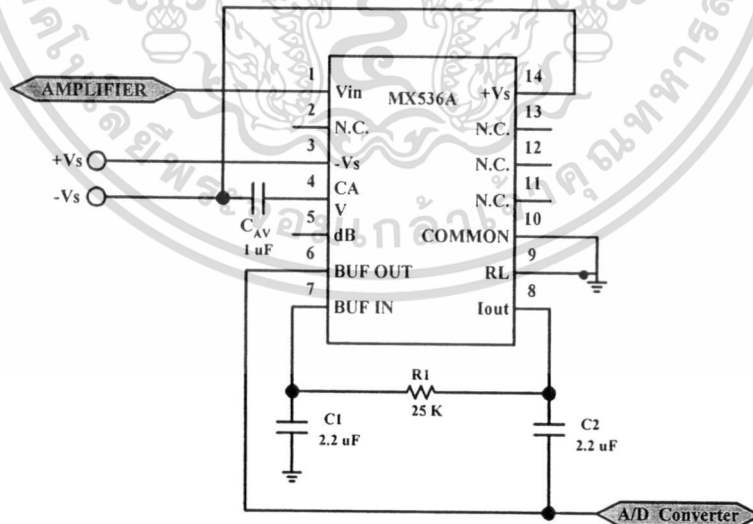 1
14
AMPLIFIER
Vin
MX536A
+Vs
2
13
N.C.
N.C.
3
12
+Vs
-Vs
N.C.
4
11
-Vs
CA
V
N.C.
CAV
1 uF
5
10
dB
COMMON
6
9
BUF OUT
RL
7
8
BUF IN
Iout
R1
25 K
C1
2.2 uF
C2
2.2 uF
A/D Converter